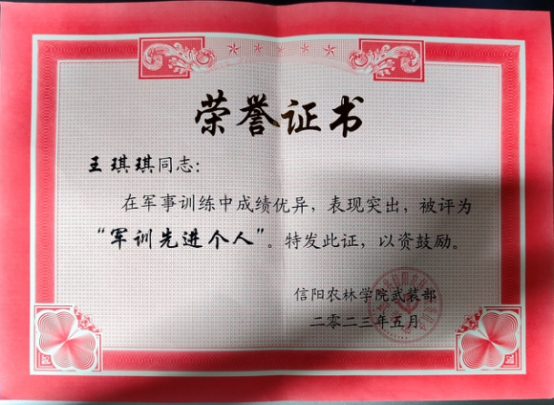 荣誉证书
王琪琪同志：
在军事训练中成绩优异，表现突出，被评为
“军训先进个人”。特发此证，以资鼓励。
信阳农林学院武装部
二〇二三年五月